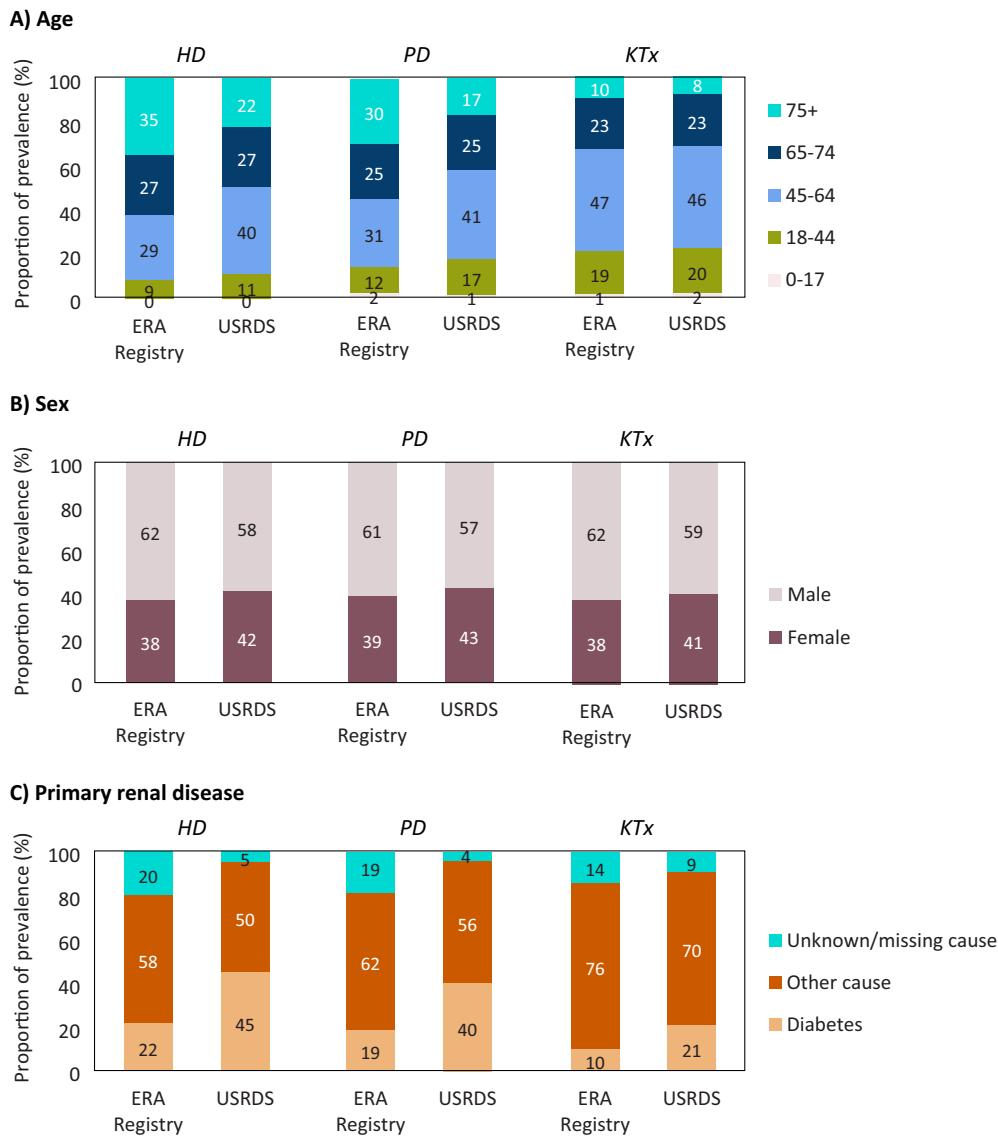 A) Age
HD PD KTx
Proportion of prevalence (%)
100
80
60
40
20
0
35
27
29
9
0
22
27
40
11
0
30
25
31
12
2
17
25
41
17
1
10
23
47
19
1
8
23
46
20
2
ERA Registry
USRDS
ERA Registry
USRDS
ERA Registry
USRDS
75+
65-74
45-64
18-44
0-17
B) Sex
HD PD KTx
Proportion of prevalence (%)
100
80
60
40
20
0
62
38
58
42
61
39
57
43
62
38
59
41
ERA Registry
USRDS
ERA Registry
USRDS
ERA Registry
USRDS
Male
Female
C) Primary renal disease
HD PD KTx
Proportion of prevalence (%)
100
80
60
40
20
0
20
58
22
5
50
45
19
62
19
4
56
40
14
76
10
9
70
21
ERA Registry
USRDS
ERA Registry
USRDS
ERA Registry
USRDS
Unknown/missing cause
Other cause
Diabetes